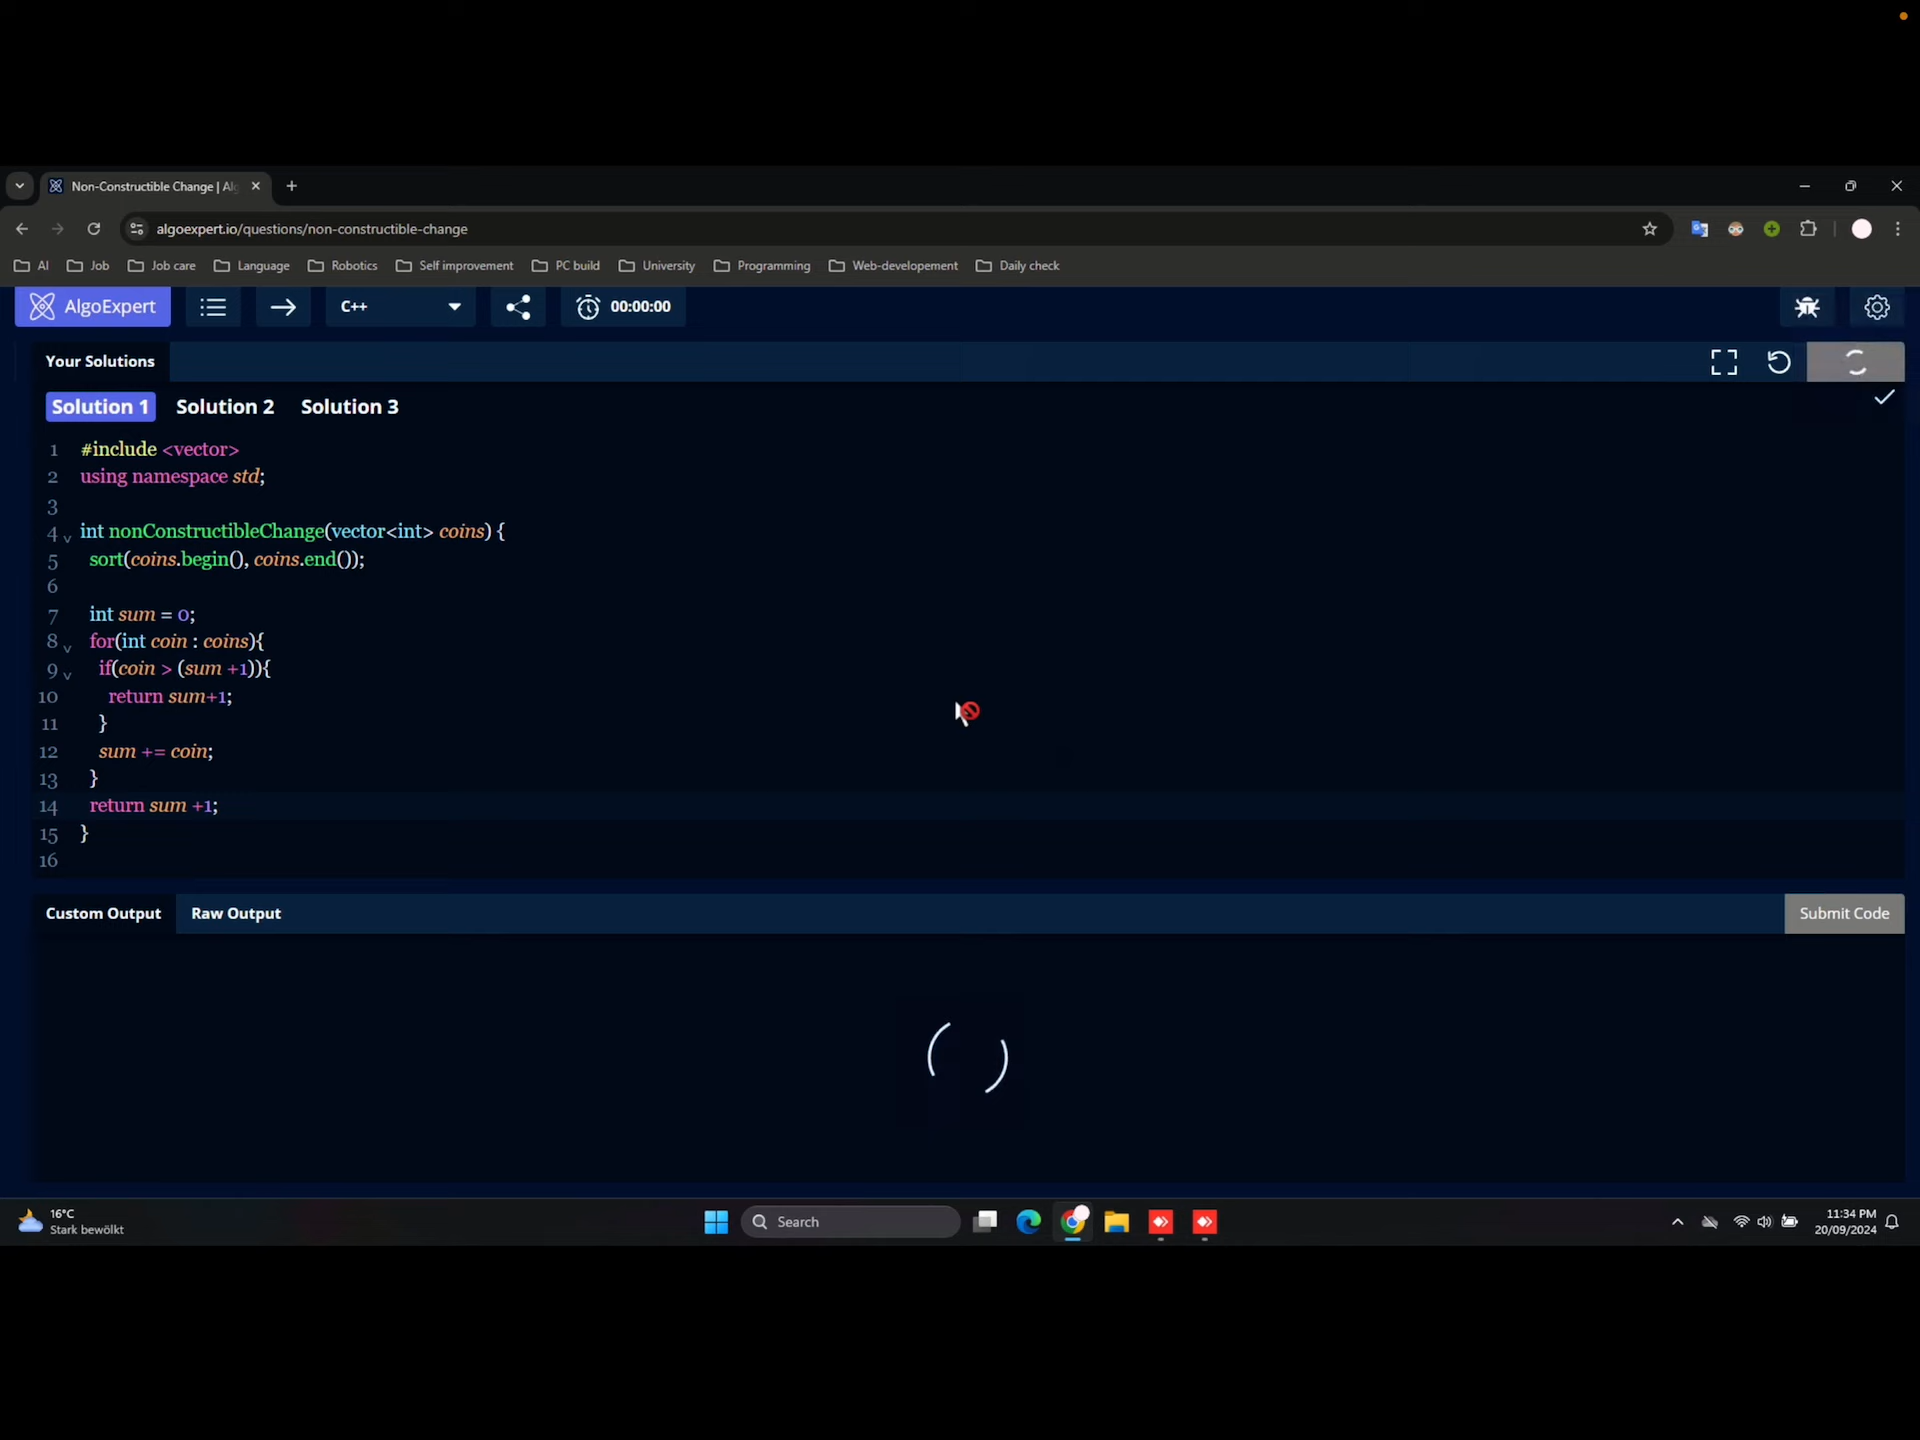 Non-Constructible Change | Al
algoexpert.io/questions/non-constructible-change
AI Job Job care Language Robotics Self improvement PC build University Programming Web-developement Daily check
AlgoExpert C++ 00:00:00
Your Solutions
Solution 1 Solution 2 Solution 3
1 #include <vector>
2 using namespace std;
3
4 int nonConstructibleChange(vector<int> coins) {
5 sort(coins.begin(), coins.end());
6
7 int sum = 0;
8 for(int coin : coins){
9 if(coin > (sum +1)){
10 return sum+1;
11 }
12 sum += coin;
13 }
14 return sum +1;
15 }
16
Custom Output Raw Output Submit Code
16°C
Stark bewölkt
Search
11:34 PM
20/09/2024